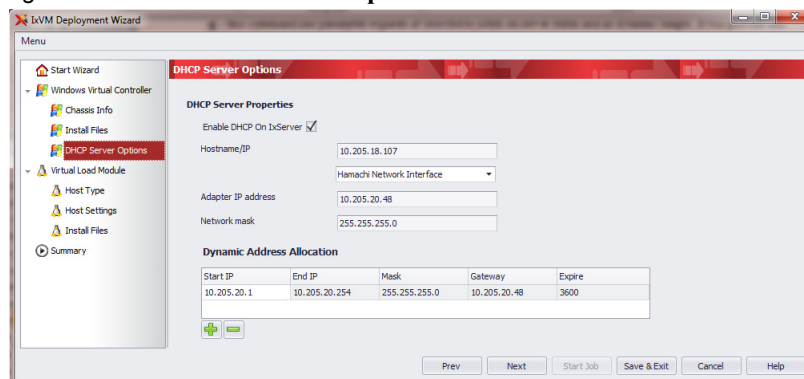 IxVM Deployment Wizard
Menu
Start Wizard
Windows Virtual Controller
Chassis Info
Install Files
DHCP Server Options
Virtual Load Module
Host Type
Host Settings
Install Files
Summary
DHCP Server Options
DHCP Server Properties
Enable DHCP On IxServer
Hostname/IP 10.205.18.107
Hamachi Network Interface
Adapter IP address 10.205.20.48
Network mask 255.255.255.0
Dynamic Address Allocation
Start IP End IP Mask Gateway Expire
10.205.20.1 10.205.20.254 255.255.255.0 10.205.20.48 3600
Prev Next Start Job Save & Exit Cancel Help